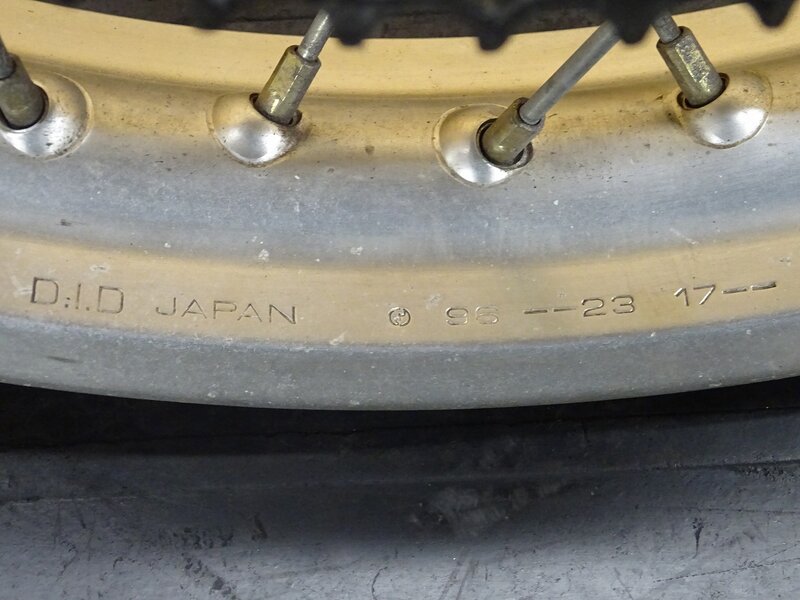 D.I.D JAPAN 96 --23 17--